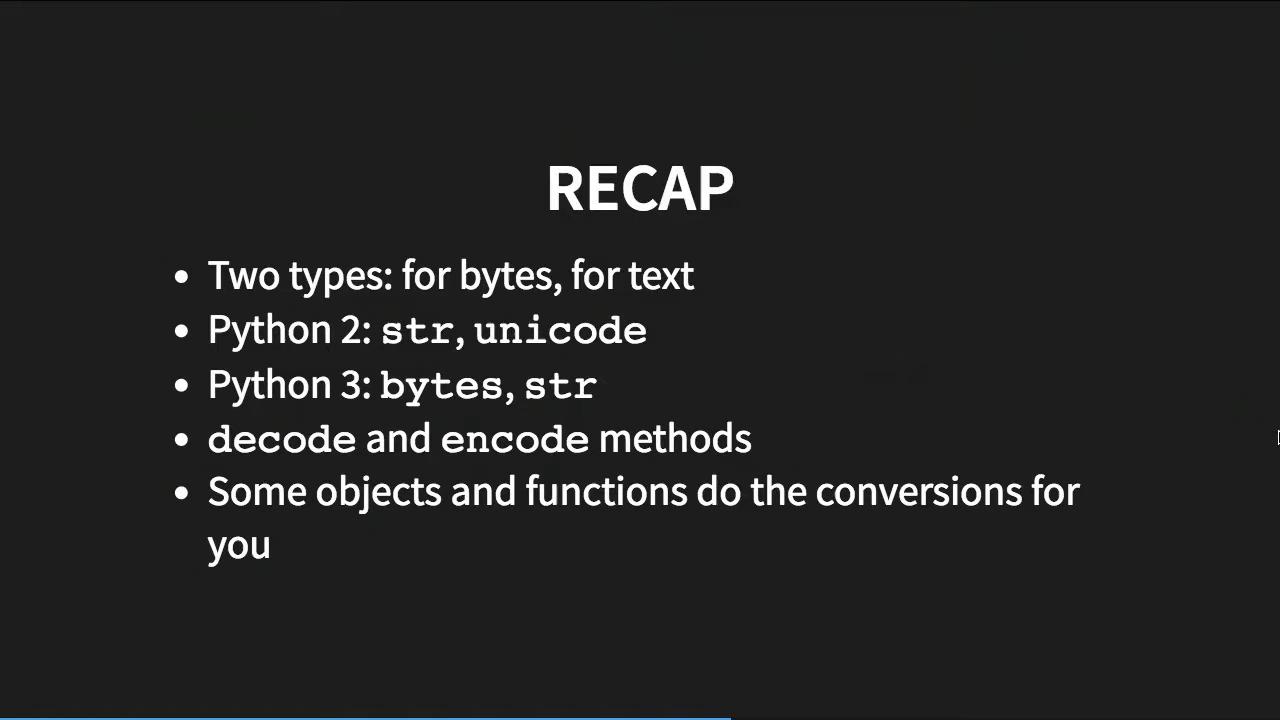 RECAP
• Two types: for bytes, for text
• Python 2: str, unicode
• Python 3: bytes, str
• decode and encode methods
• Some objects and functions do the conversions for
you